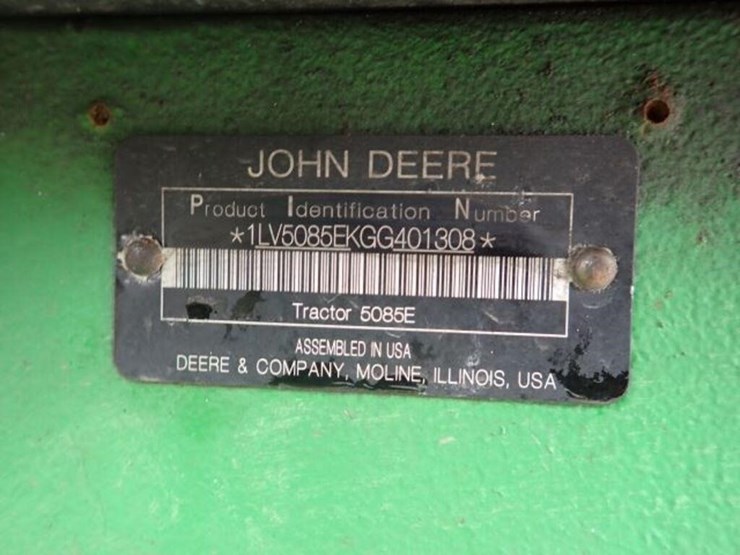 JOHN DEERE
Product Identification Number
*1LV5085EKGG401308*
Tractor 5085E
ASSEMBLED IN USA
DEERE & COMPANY, MOLINE, ILLINOIS, USA